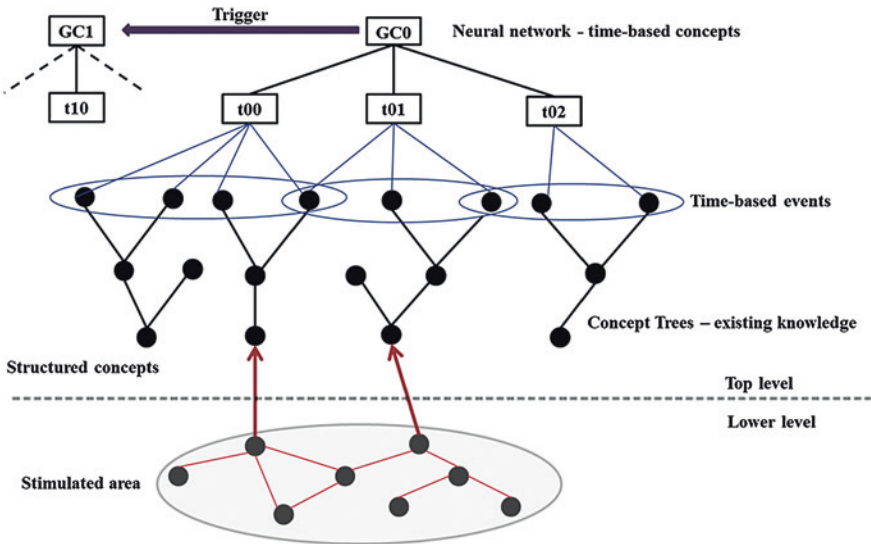 Trigger
GC1
GC0
Neural network - time-based concepts
t10
t00
t01
t02
Time-based events
Concept Trees – existing knowledge
Structured concepts
Top level
Lower level
Stimulated area